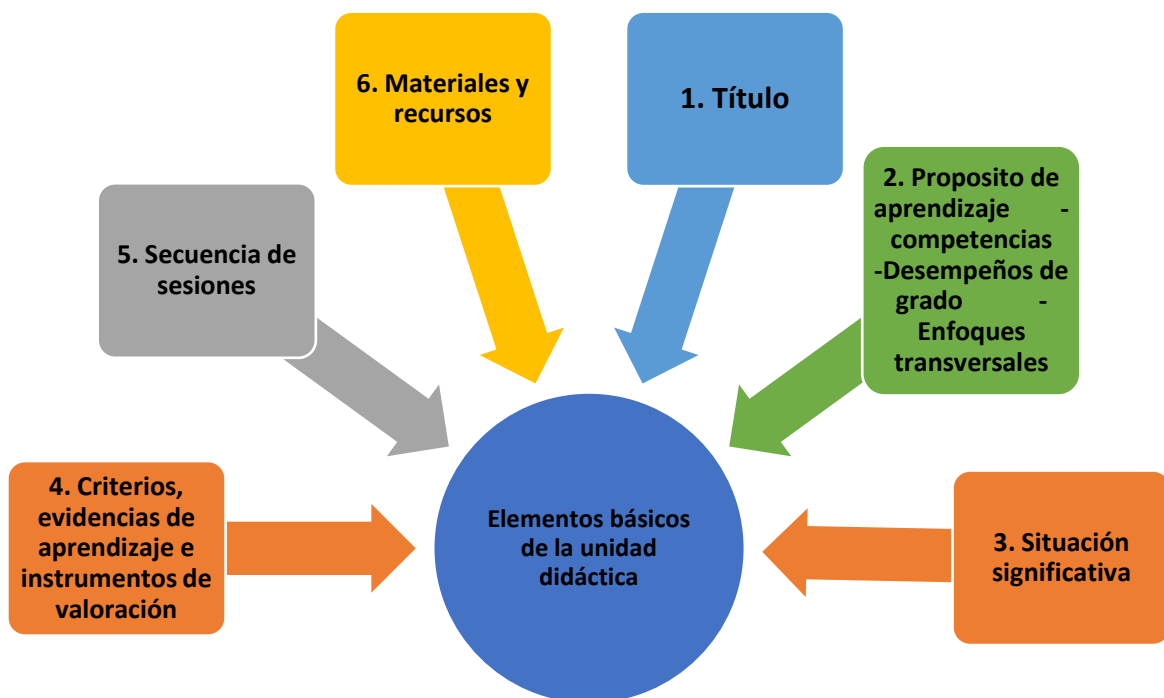 6. Materiales y
recursos
1. Título
2. Proposito de
aprendizaje -
competencias
-Desempeños de
grado -
Enfoques
transversales
5. Secuencia de
sesiones
4. Criterios,
evidencias de
aprendizaje e
instrumentos de
valoración
Elementos básicos
de la unidad
didáctica
3. Situación
significativa